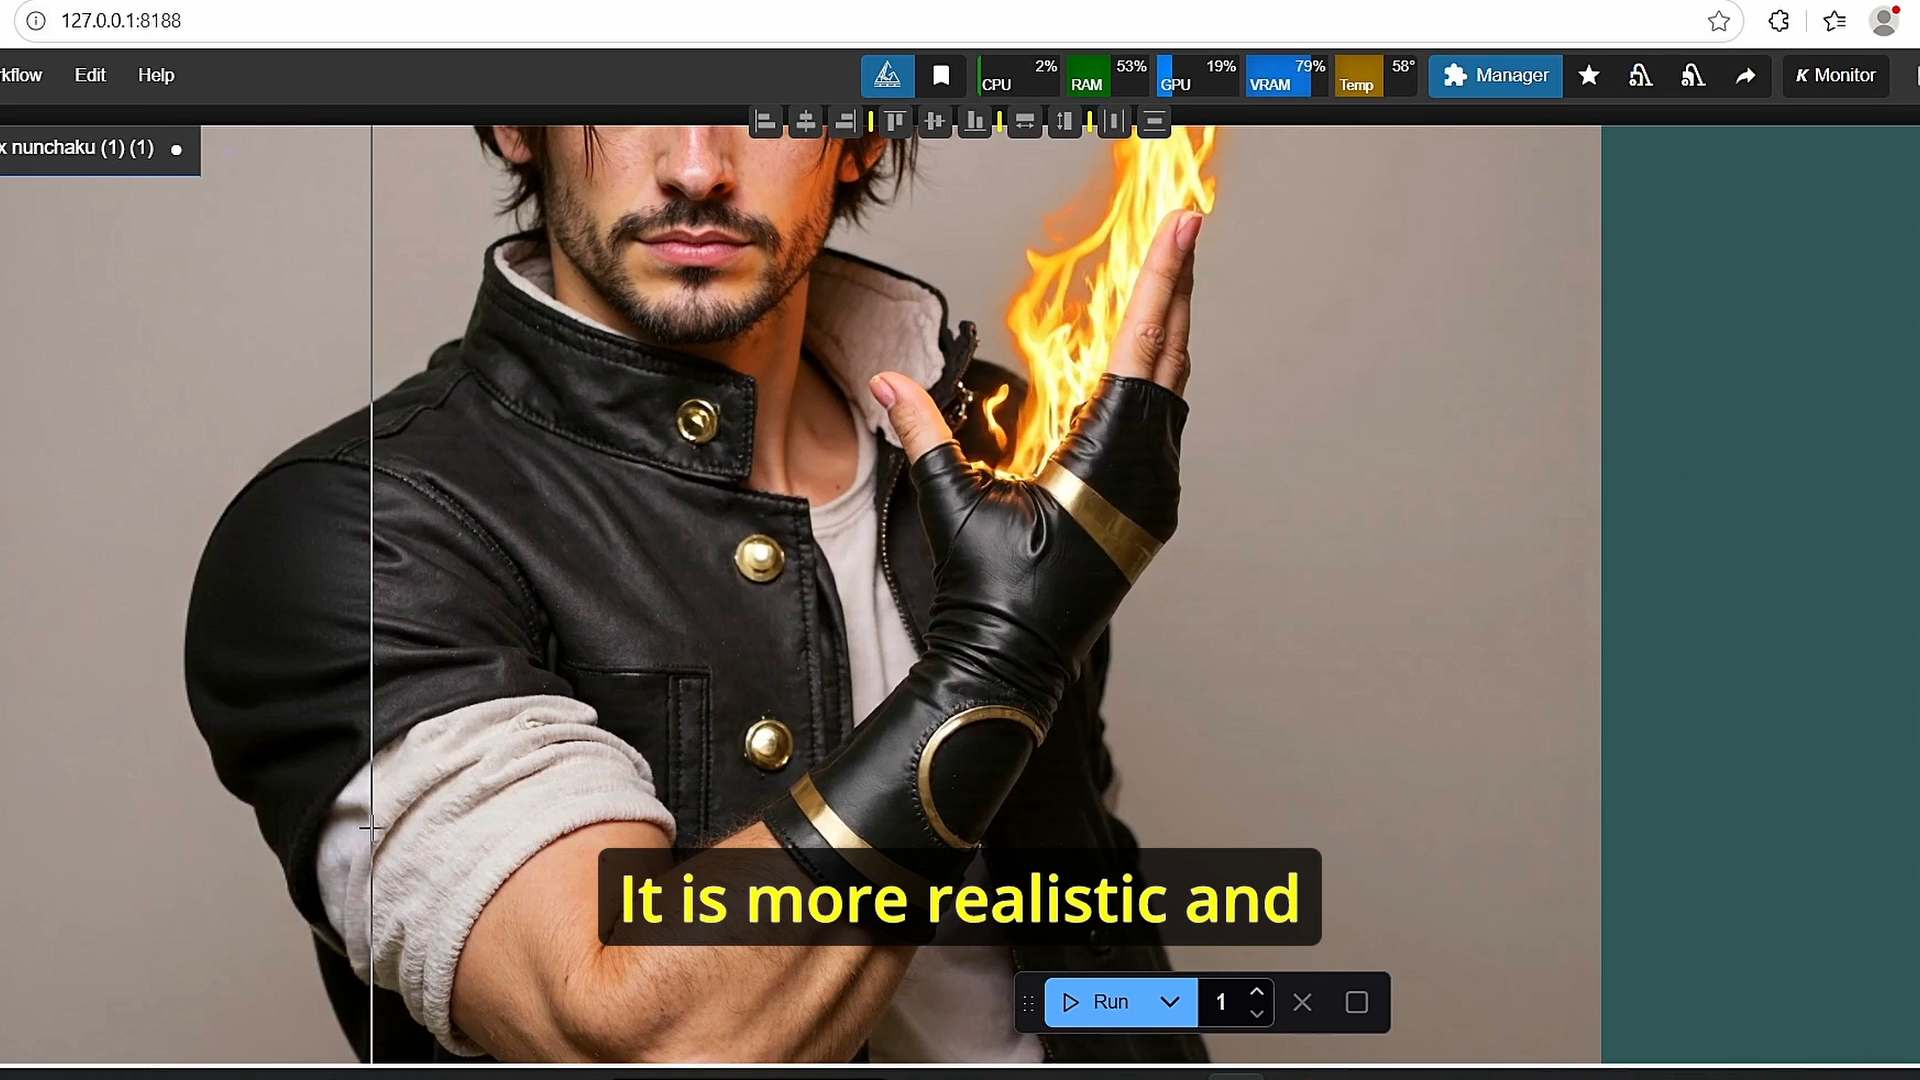 127.0.0.1:8188
rkflow Edit Help
CPU 2% RAM 53% GPU 19% VRAM 79% Temp 58° Manager K Monitor
x nunchaku (1) (1)
It is more realistic and
Run 1